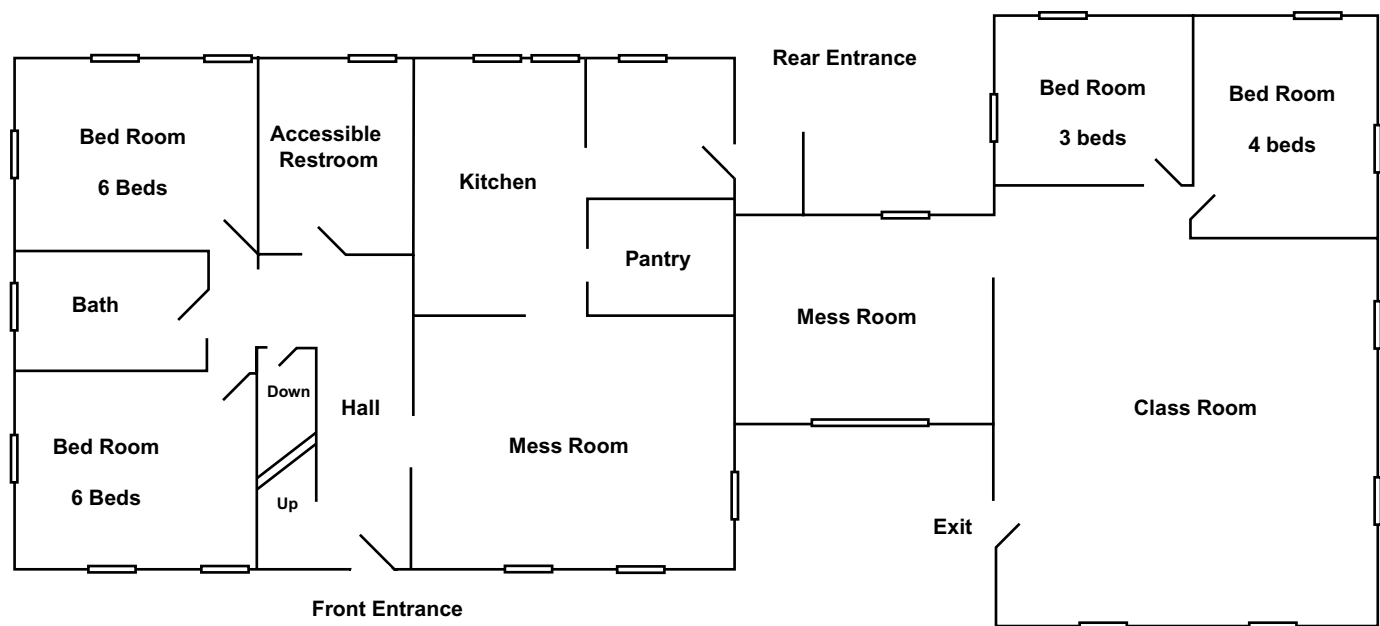 Rear Entrance
Bed Room
3 beds
Bed Room
4 beds
Bed Room
6 Beds
Accessible
Restroom
Kitchen
Pantry
Bath
Mess Room
Down
Hall
Class Room
Bed Room
6 Beds
Mess Room
Up
Exit
Front Entrance